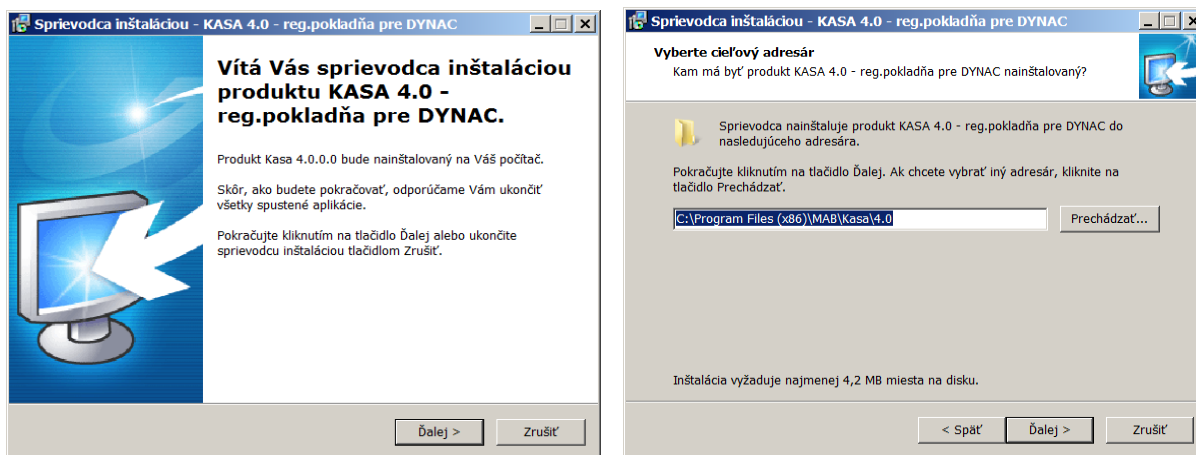 Sprievodca inštaláciou - KASA 4.0 - reg.pokladňa pre DYNAC
Vítá Vás sprievodca inštaláciou
produktu KASA 4.0 -
reg.pokladňa pre DYNAC.
Produkt Kasa 4.0.0.0 bude nainštalovaný na Váš počítač.
Skôr, ako budete pokračovať, odporúčame Vám ukončiť
všetky spustené aplikácie.
Pokračujte kliknutím na tlačidlo Ďalej alebo ukončite
sprievodcu inštaláciou tlačidlom Zrušiť.
Ďalej >
Zrušiť
Sprievodca inštaláciou - KASA 4.0 - reg.pokladňa pre DYNAC
Vyberte cieľový adresár
Kam má byť produkt KASA 4.0 - reg.pokladňa pre DYNAC nainštalovaný?
Sprievodca nainštaluje produkt KASA 4.0 - reg.pokladňa pre DYNAC do
nasledujúceho adresára.
Pokračujte kliknutím na tlačidlo Ďalej. Ak chcete vybrať iný adresár, kliknite na
tlačidlo Prechádzať.
C:\Program Files (x86)\MAB\Kasa\4.0
Prechádzať...
Inštalácia vyžaduje najmenej 4,2 MB miesta na disku.
< Späť
Ďalej >
Zrušiť